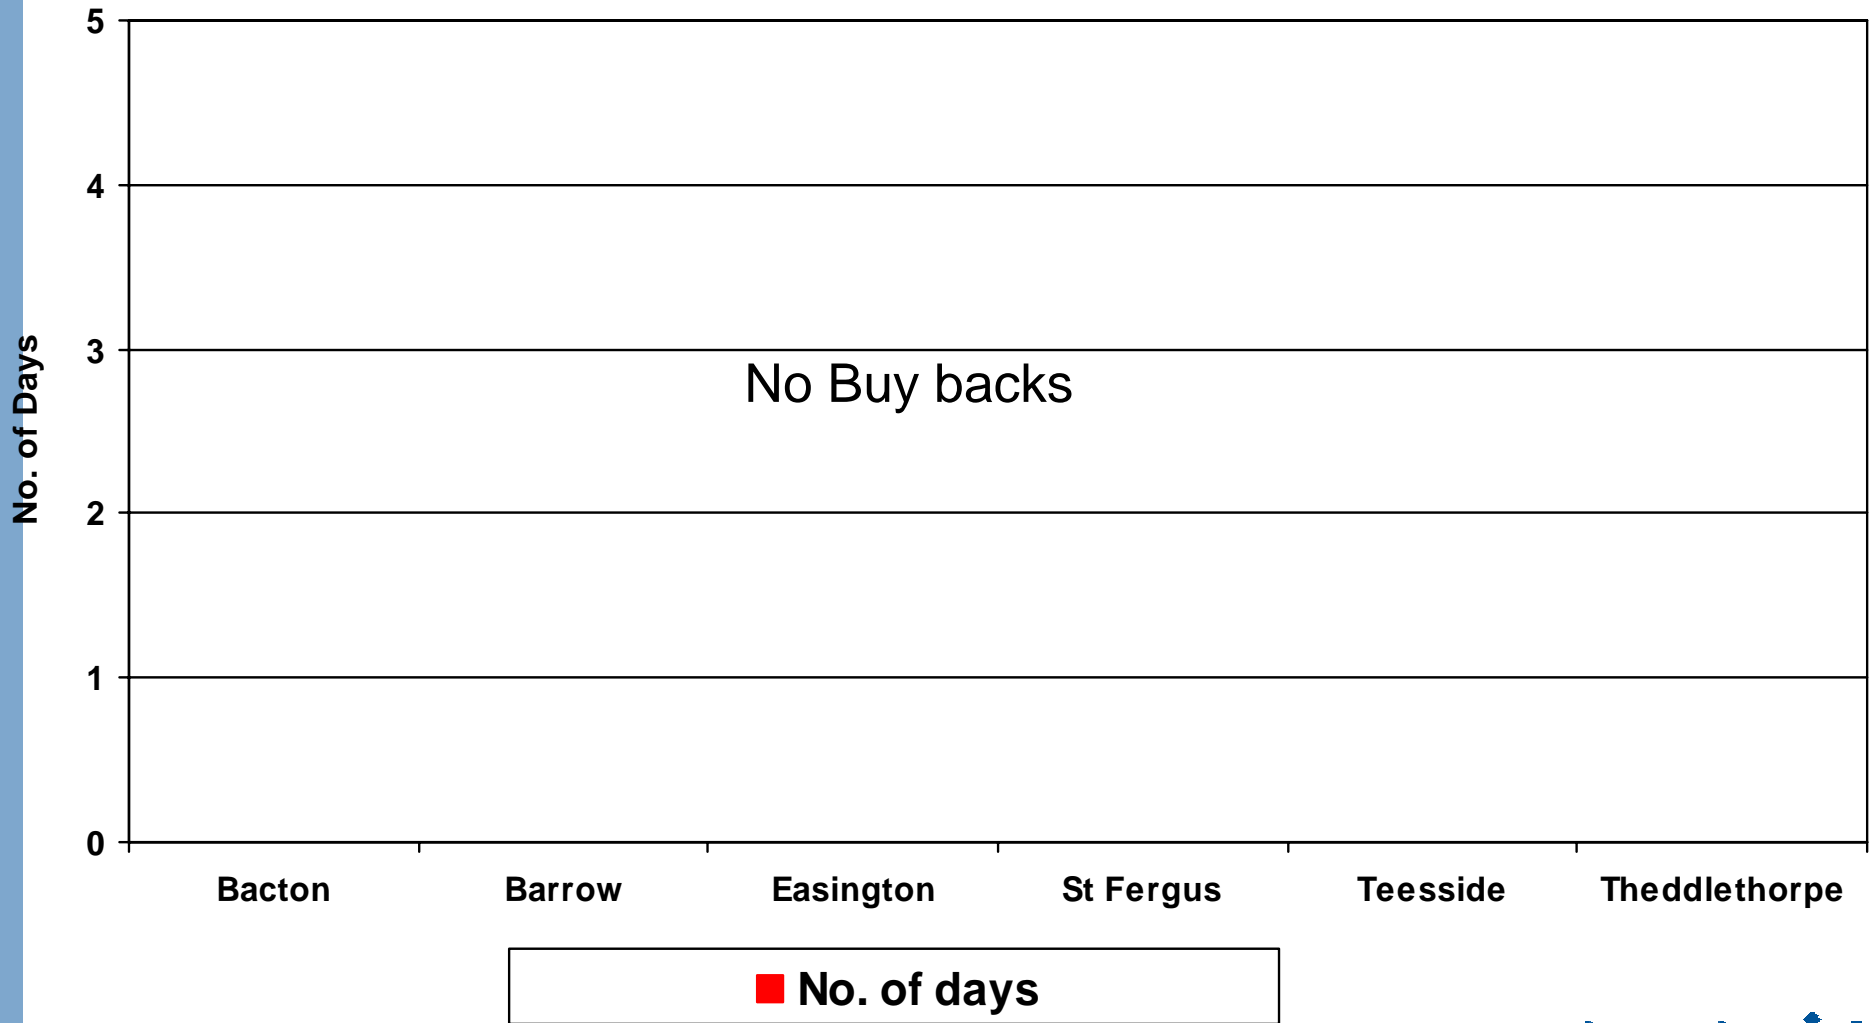 5
4
3
2
1
0
No. of Days
No Buy backs
Bacton Barrow Easington St Fergus Teesside Theddlethorpe
No. of days